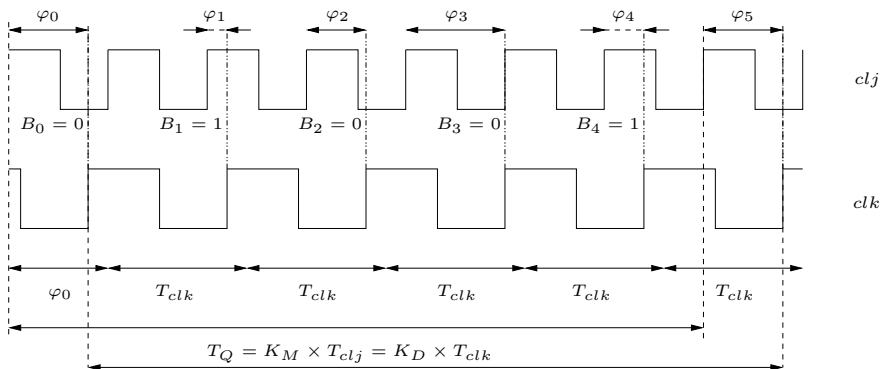 φ0 φ1 φ2 φ3 φ4 φ5
clj
B0 = 0 B1 = 1 B2 = 0 B3 = 0 B4 = 1
clk
φ0 Tclk Tclk Tclk Tclk Tclk
TQ = KM × Tclj = KD × Tclk